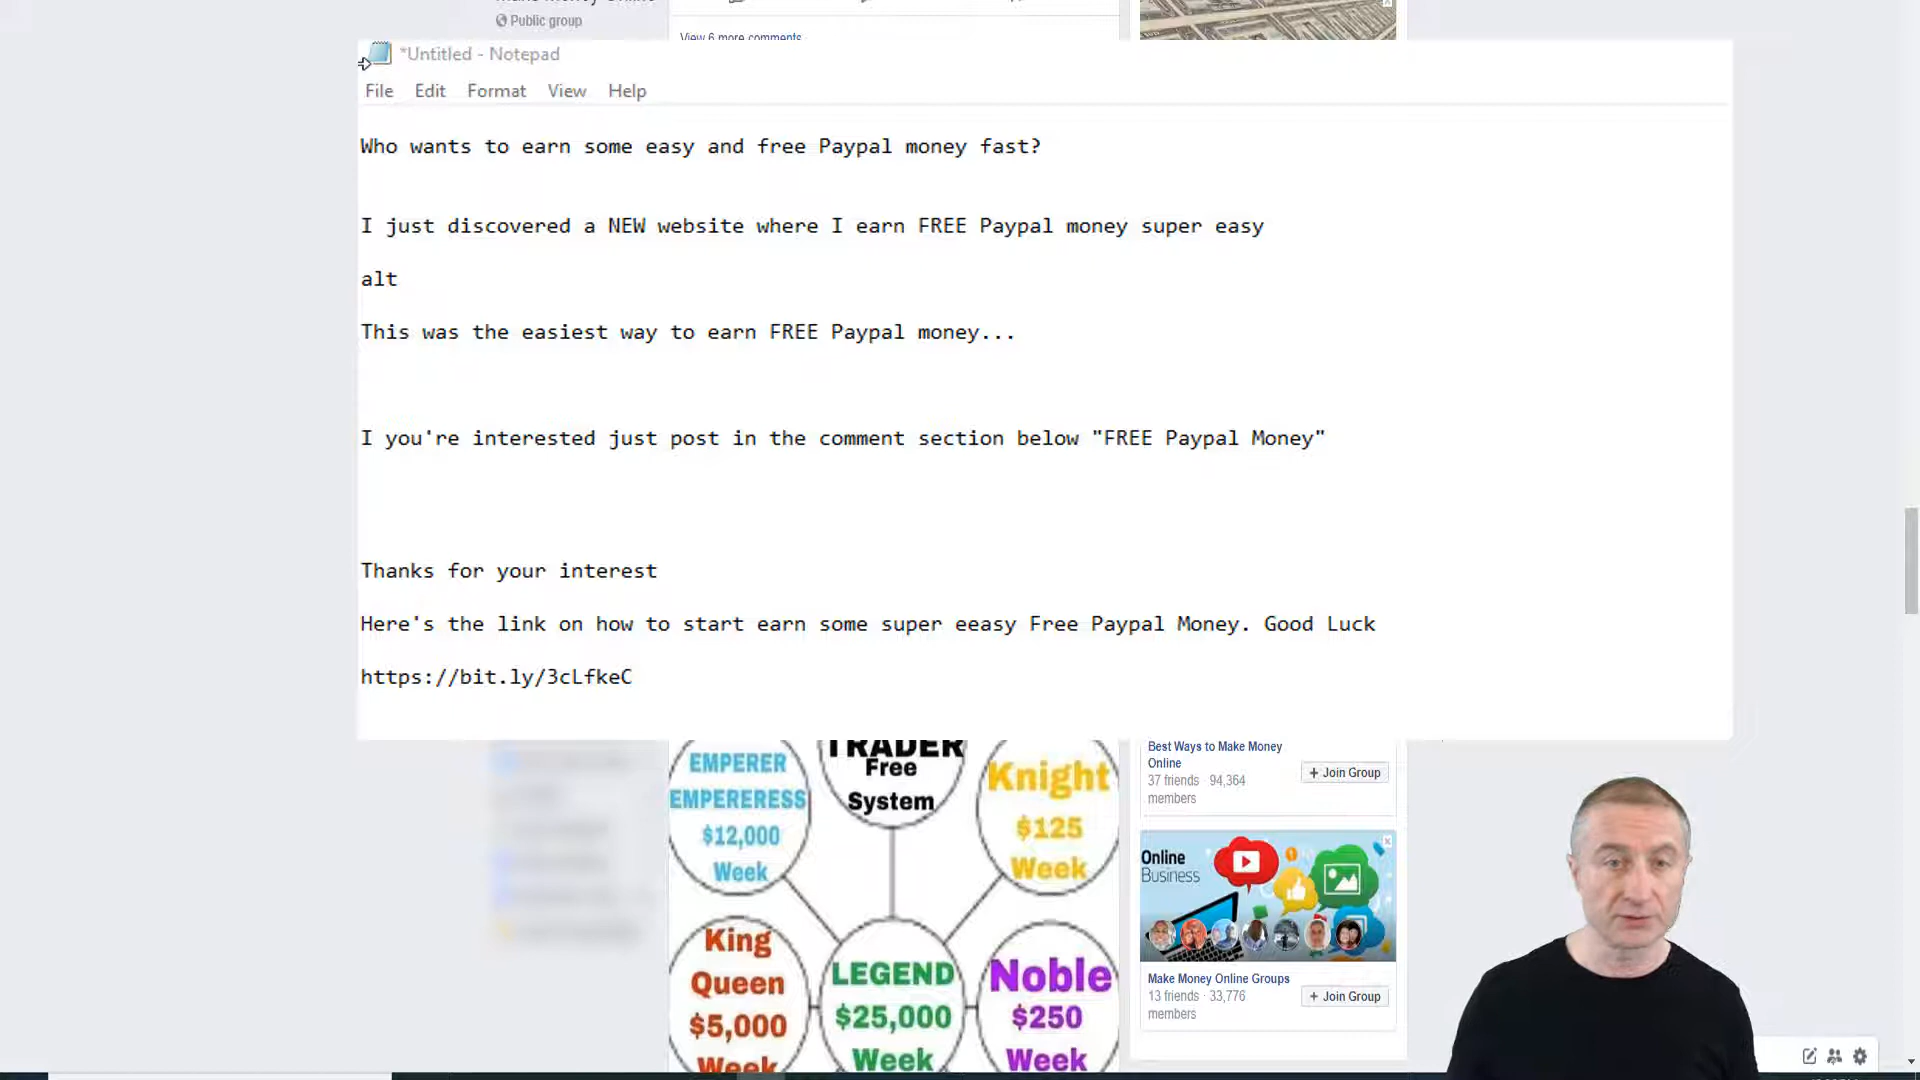 Public group
View 6 more comments
*Untitled - Notepad
File Edit Format View Help
Who wants to earn some easy and free Paypal money fast?
I just discovered a NEW website where I earn FREE Paypal money super easy
alt
This was the easiest way to earn FREE Paypal money...
I you're interested just post in the comment section below "FREE Paypal Money"
Thanks for your interest
Here's the link on how to start earn some super eeasy Free Paypal Money. Good Luck
https://bit.ly/3cLfkeC
EMPERER
EMPERERESS
$12,000
Week
TRADER
Free
System
Knight
$125
Week
King
Queen
$5,000
Week
LEGEND
$25,000
Week
Noble
$250
Week
Best Ways to Make Money
Online
37 friends · 94,364
members
+ Join Group
Online
Business
Make Money Online Groups
13 friends · 33,776
members
+ Join Group